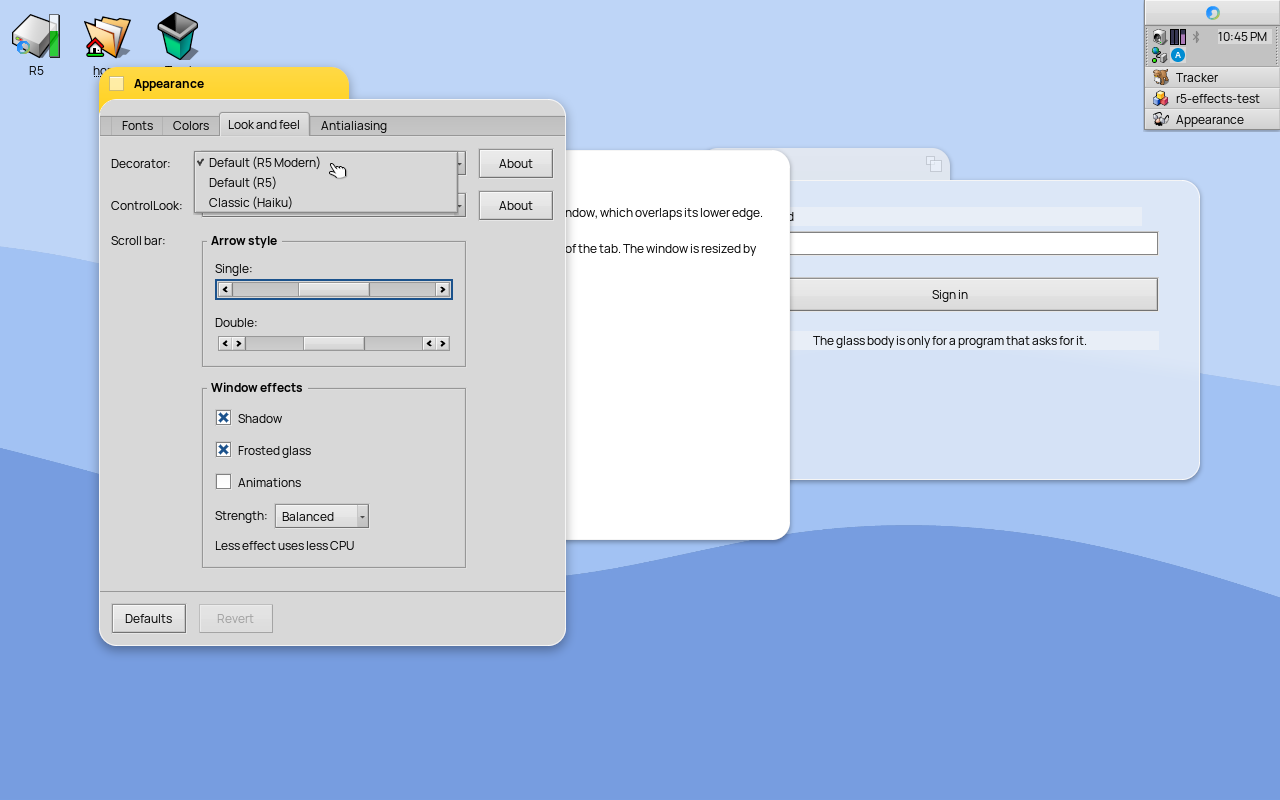 R5
10:45 PM
A
Tracker
r5-effects-test
Appearance
Appearance
Fonts
Colors
Look and feel
Antialiasing
Decorator:
Default (R5 Modern)
Default (R5)
Classic (Haiku)
About
ControlLook:
About
Scroll bar:
Arrow style
Single:
Double:
Window effects
Shadow
Frosted glass
Animations
Strength:
Balanced
Less effect uses less CPU
Defaults
Revert
which overlaps its lower edge.
of the tab. The window is resized by
Sign in
The glass body is only for a program that asks for it.